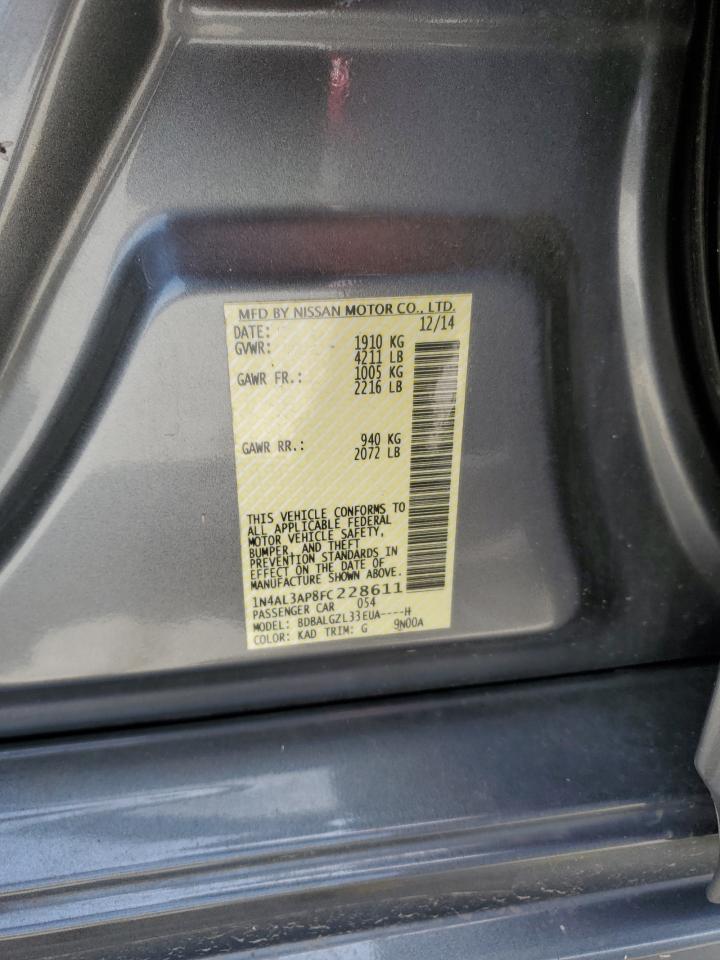 MFD BY NISSAN MOTOR CO., LTD.
DATE: 12/14
GVWR: 1910 KG
4211 LB
GAWR FR.: 1005 KG
2216 LB
GAWR RR.: 940 KG
2072 LB
THIS VEHICLE CONFORMS TO
ALL APPLICABLE FEDERAL
MOTOR VEHICLE SAFETY,
BUMPER, AND THEFT
PREVENTION STANDARDS IN
EFFECT ON THE DATE OF
MANUFACTURE SHOWN ABOVE.
1N4AL3AP8FC228611
PASSENGER CAR 054
MODEL: BDBALGZL33EUA----H
COLOR: KAD TRIM: G 9N00A